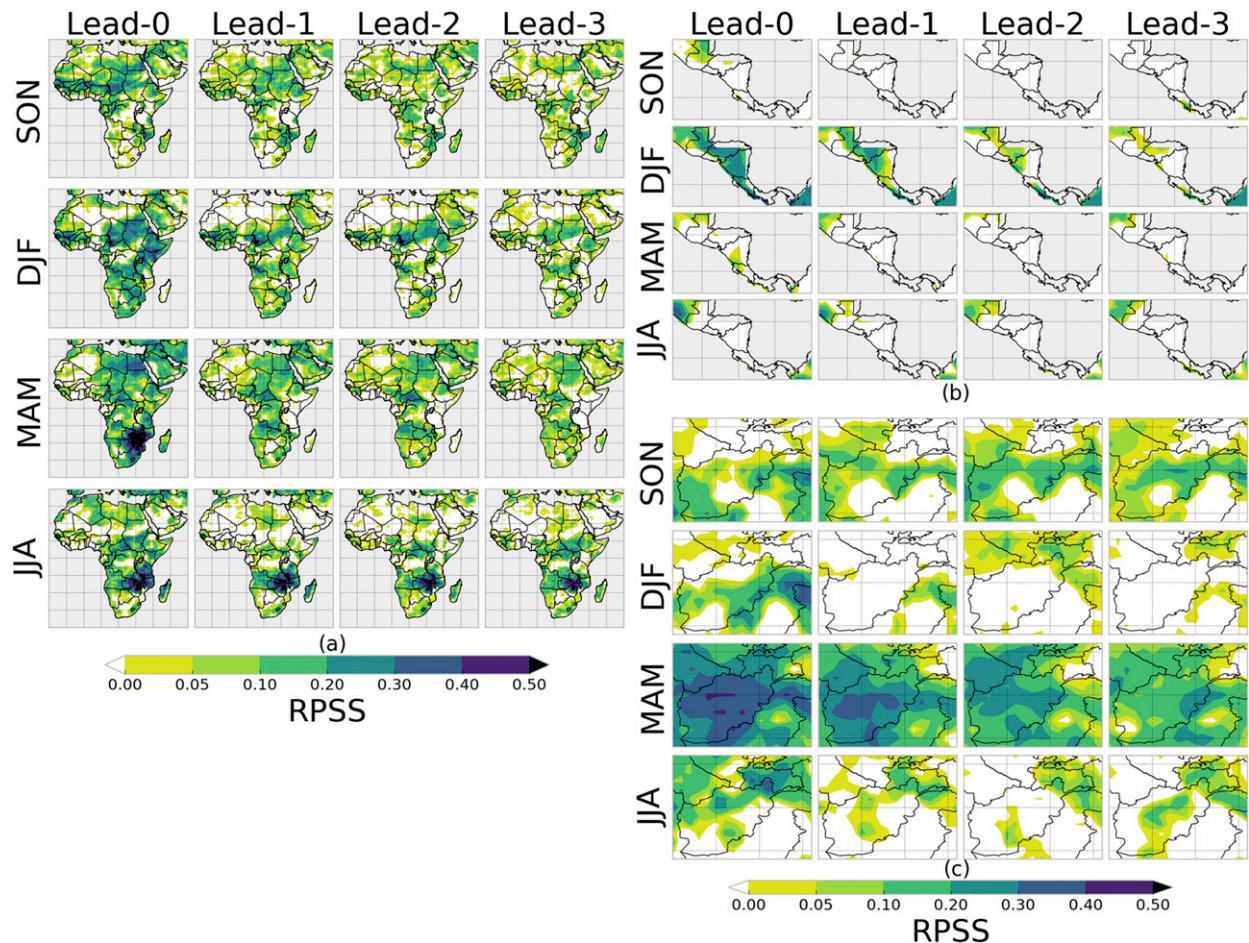 Lead-0 Lead-1 Lead-2 Lead-3
SON
DJF
MAM
JJA
(a)
0.00 0.05 0.10 0.20 0.30 0.40 0.50
RPSS
Lead-0 Lead-1 Lead-2 Lead-3
SON
DJF
MAM
JJA
(b)
SON
DJF
MAM
JJA
(c)
0.00 0.05 0.10 0.20 0.30 0.40 0.50
RPSS